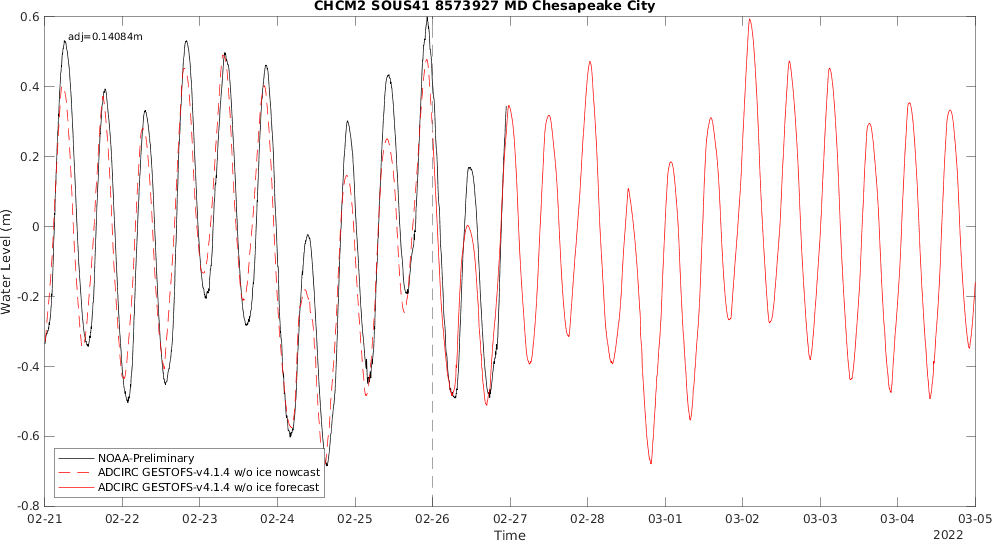 CHCM2 SOUS41 8573927 MD Chesapeake City
adj=0.14084m
0.6
0.4
0.2
0
-0.2
-0.4
-0.6
-0.8
Water Level (m)
NOAA-Preliminary
ADCIRC GESTOFS-v4.1.4 w/o ice nowcast
ADCIRC GESTOFS-v4.1.4 w/o ice forecast
02-21 02-22 02-23 02-24 02-25 02-26 02-27 02-28 03-01 03-02 03-03 03-04 03-05
Time
2022